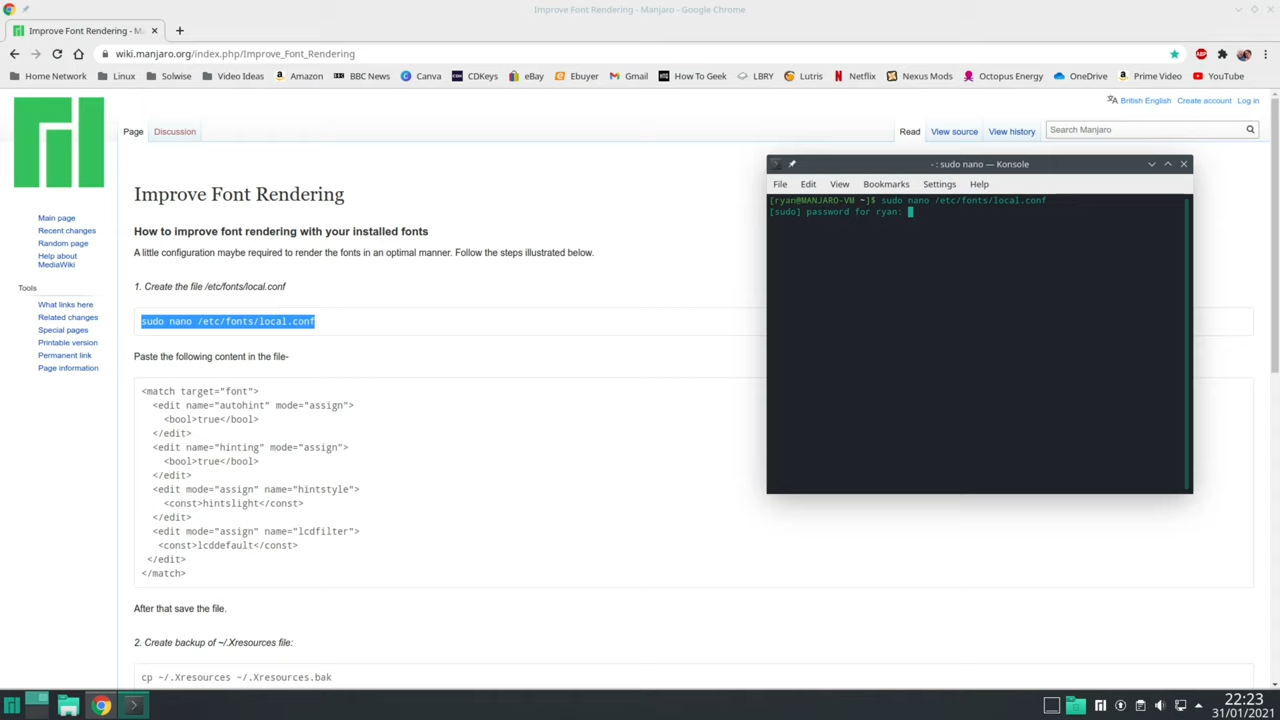 Improve Font Rendering - Manjaro - Google Chrome
Improve Font Rendering - Ma
wiki.manjaro.org/index.php/Improve_Font_Rendering
Home Network Linux Solwise Video Ideas Amazon BBC News Canva CDKeys eBay Ebuyer Gmail How To Geek LBRY Lutris Netflix Nexus Mods Octopus Energy OneDrive Prime Video YouTube
British English Create account Log in
Page Discussion Read View source View history Search Manjaro
Improve Font Rendering
How to improve font rendering with your installed fonts
A little configuration maybe required to render the fonts in an optimal manner. Follow the steps illustrated below.
1. Create the file /etc/fonts/local.conf
sudo nano /etc/fonts/local.conf
Paste the following content in the file-
<match target="font">
<edit name="autohint" mode="assign">
<bool>true</bool>
</edit>
<edit name="hinting" mode="assign">
<bool>true</bool>
</edit>
<edit mode="assign" name="hintstyle">
<const>hintslight</const>
</edit>
<edit mode="assign" name="lcdfilter">
<const>lcddefault</const>
</edit>
</match>
After that save the file.
2. Create backup of ~/.Xresources file:
cp ~/.Xresources ~/.Xresources.bak
Main page
Recent changes
Random page
Help about
MediaWiki
Tools
What links here
Related changes
Special pages
Printable version
Permanent link
Page information
- : sudo nano — Konsole
File Edit View Bookmarks Settings Help
[ryan@MANJARO-VM ~]$ sudo nano /etc/fonts/local.conf
[sudo] password for ryan:
22:23
31/01/2021